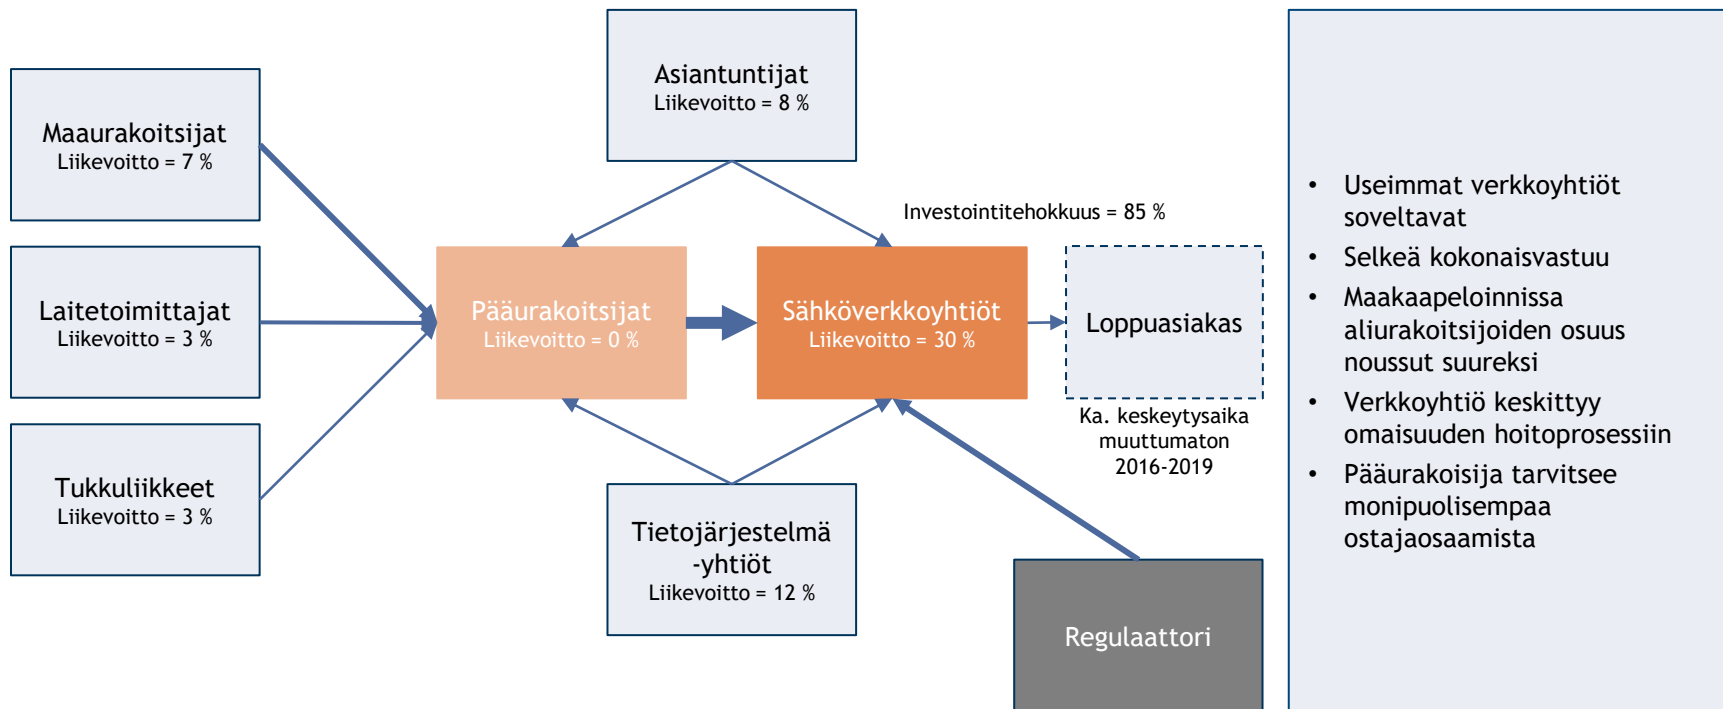 Maaurakoitsijat
Liikevoitto = 7 %
Laitetoimittajat
Liikevoitto = 3 %
Tukkuliikkeet
Liikevoitto = 3 %
Asiantuntijat
Liikevoitto = 8 %
Pääurakoitsijat
Liikevoitto = 0 %
Tietojärjestelmä
-yhtiöt
Liikevoitto = 12 %
Investointitehokkuus = 85 %
Sähköverkkoyhtiöt
Liikevoitto = 30 %
Loppuasiakas
Ka. keskeytysaika
muuttumaton
2016-2019
Regulaattori
• Useimmat verkkoyhtiöt
soveltavat
• Selkeä kokonaisvastuu
• Maakaapeloinnissa
aliurakoitsijoiden osuus
noussut suureksi
• Verkkoyhtiö keskittyy
omaisuuden hoitoprosessiin
• Pääurakoisija tarvitsee
monipuolisempaa
ostajaosaamista